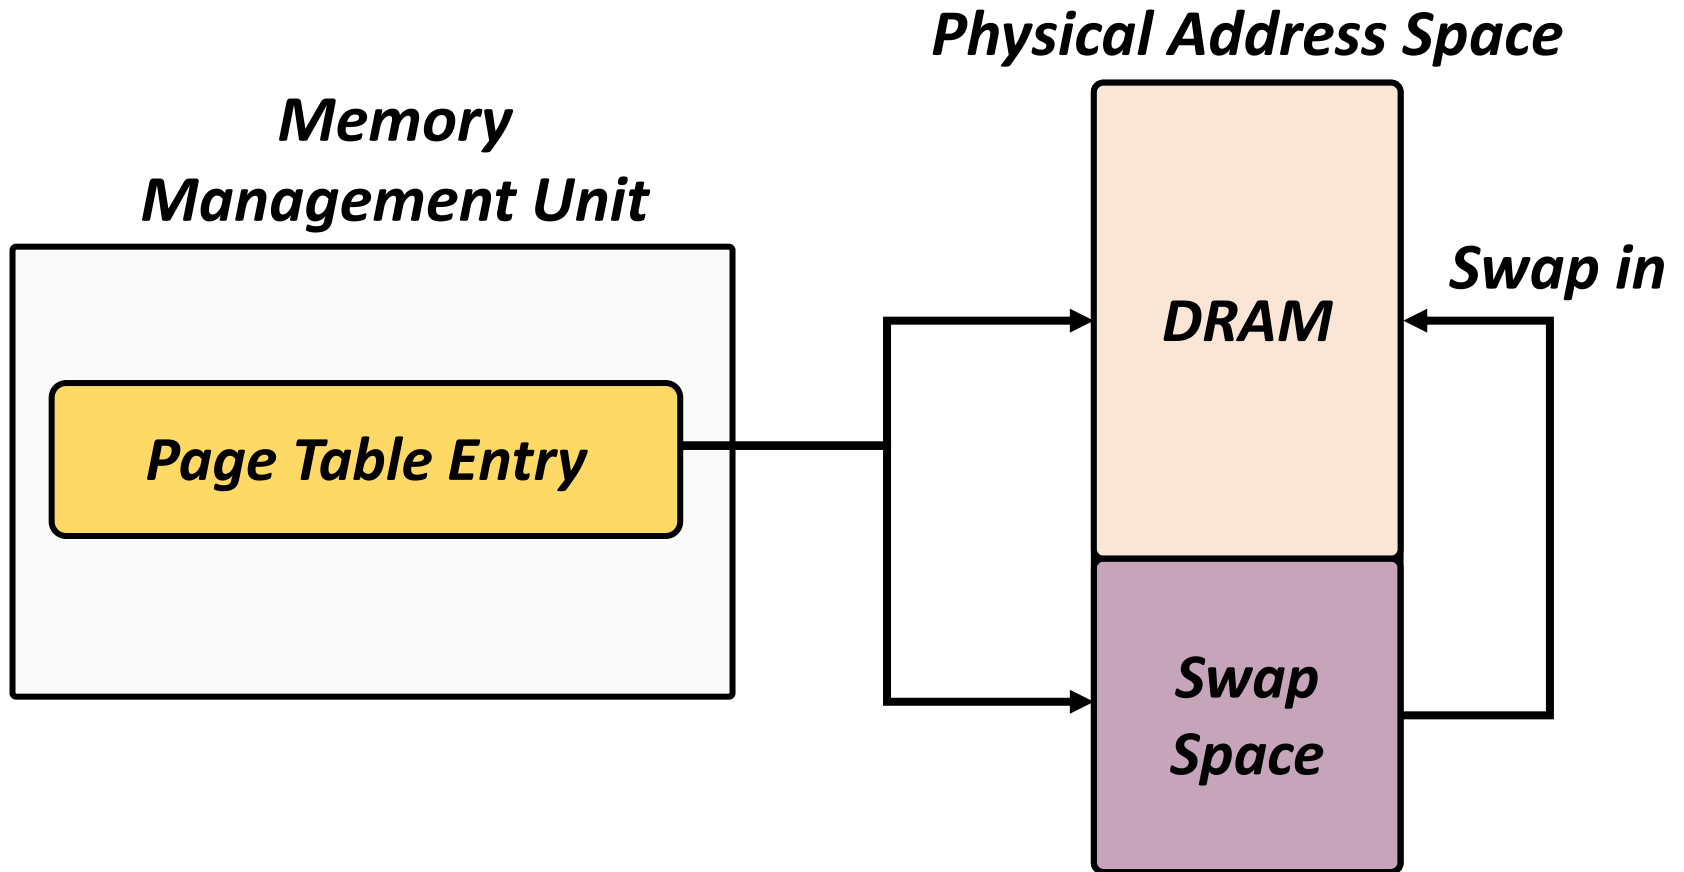 Physical Address Space
Memory
Management Unit
Swap in
DRAM
Page Table Entry
Swap
Space